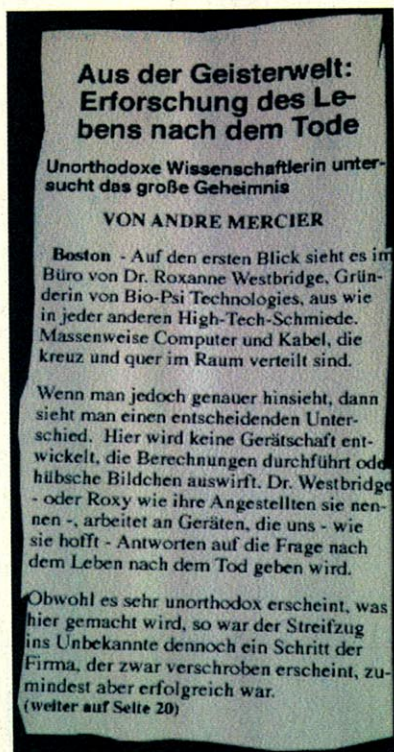 Aus der Geisterwelt:
Erforschung des Le-
bens nach dem Tode
Unorthodoxe Wissenschaftlerin unter-
sucht das große Geheimnis
VON ANDRE MERCIER
Boston - Auf den ersten Blick sieht es im
Büro von Dr. Roxanne Westbridge, Grün-
derin von Bio-Psi Technologies, aus wie
in jeder anderen High-Tech-Schmiede.
Massenweise Computer und Kabel, die
kreuz und quer im Raum verteilt sind.
Wenn man jedoch genauer hinsieht, dann
sieht man einen entscheidenden Unter-
schied. Hier wird keine Gerätschaft ent-
wickelt, die Berechnungen durchführt ode
hübsche Bildchen auswirft. Dr. Westbridge
- oder Roxy wie ihre Angestellten sie nen-
nen -, arbeitet an Geräten, die uns - wie
sie hofft - Antworten auf die Frage nach
dem Leben nach dem Tod geben wird.
Obwohl es sehr unorthodox erscheint, was
hier gemacht wird, so war der Streifzug
ins Unbekannte dennoch ein Schritt der
Firma, der zwar verschroben erscheint, zu-
mindest aber erfolgreich war.
(weiter auf Seite 20)